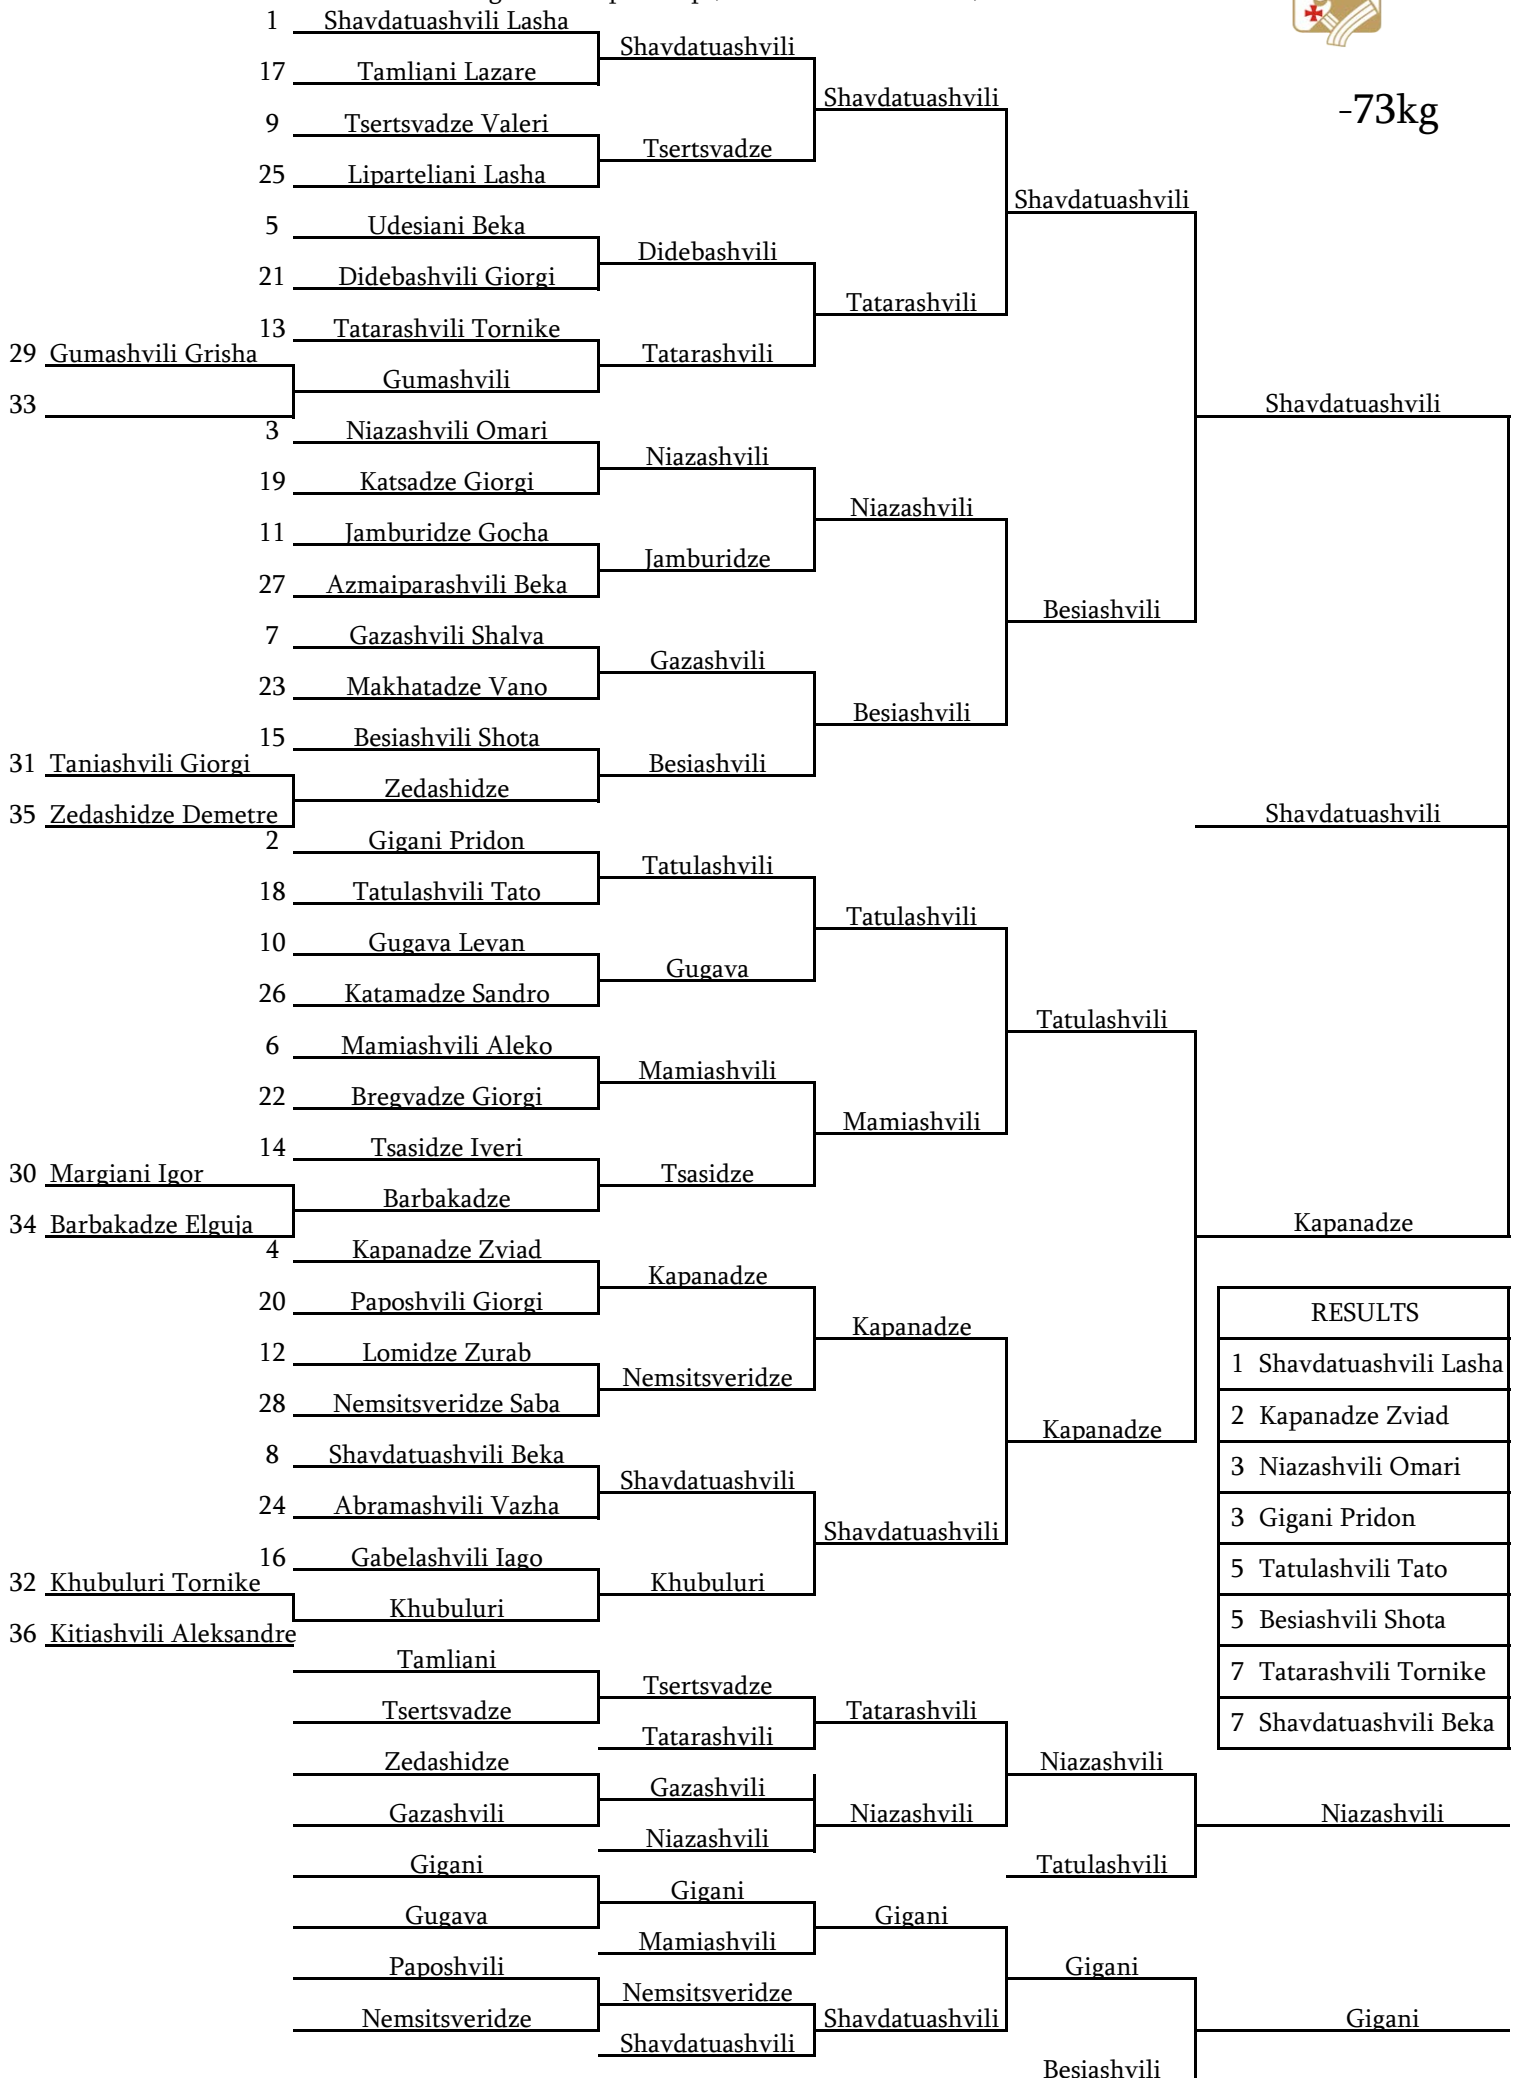 1 Shavdatuashvili Lasha
Shavdatuashvili
17 Tamliani Lazare
Shavdatuashvili
-73kg
9 Tsertsvadze Valeri
Tsertsvadze
25 Liparteliani Lasha
Shavdatuashvili
5 Udesiani Beka
Didebashvili
21 Didebashvili Giorgi
Tatarashvili
13 Tatarashvili Tornike
29 Gumashvili Grisha
Tatarashvili
Gumashvili
33
Shavdatuashvili
3 Niazashvili Omari
Niazashvili
19 Katsadze Giorgi
Niazashvili
11 Jamburidze Gocha
Jamburidze
27 Azmaiparashvili Beka
Besiashvili
7 Gazashvili Shalva
Gazashvili
23 Makhatadze Vano
Besiashvili
15 Besiashvili Shota
31 Taniashvili Giorgi
Besiashvili
Zedashidze
35 Zedashidze Demetre
Shavdatuashvili
2 Gigani Pridon
Tatulashvili
18 Tatulashvili Tato
Tatulashvili
10 Gugava Levan
Gugava
26 Katamadze Sandro
Tatulashvili
6 Mamiashvili Aleko
Mamiashvili
22 Bregvadze Giorgi
Mamiashvili
14 Tsasidze Iveri
30 Margiani Igor
Tsasidze
Barbakadze
34 Barbakadze Elguja
Kapanadze
4 Kapanadze Zviad
Kapanadze
20 Paposhvili Giorgi
RESULTS
Kapanadze
12 Lomidze Zurab
1 Shavdatuashvili Lasha
Nemsitsveridze
28 Nemsitsveridze Saba
2 Kapanadze Zviad
Kapanadze
8 Shavdatuashvili Beka
3 Niazashvili Omari
Shavdatuashvili
24 Abramashvili Vazha
3 Gigani Pridon
Shavdatuashvili
16 Gabelashvili Iago
5 Tatulashvili Tato
32 Khubuluri Tornike
Khubuluri
Khubuluri
5 Besiashvili Shota
36 Kitiashvili Aleksandre
Tamliani
7 Tatarashvili Tornike
Tsertsvadze
Tsertsvadze
Tatarashvili
7 Shavdatuashvili Beka
Tatarashvili
Zedashidze
Niazashvili
Gazashvili
Gazashvili
Niazashvili
Niazashvili
Niazashvili
Gigani
Tatulashvili
Gigani
Gugava
Gigani
Mamiashvili
Paposhvili
Gigani
Nemsitsveridze
Nemsitsveridze
Shavdatuashvili
Gigani
Shavdatuashvili
Besiashvili